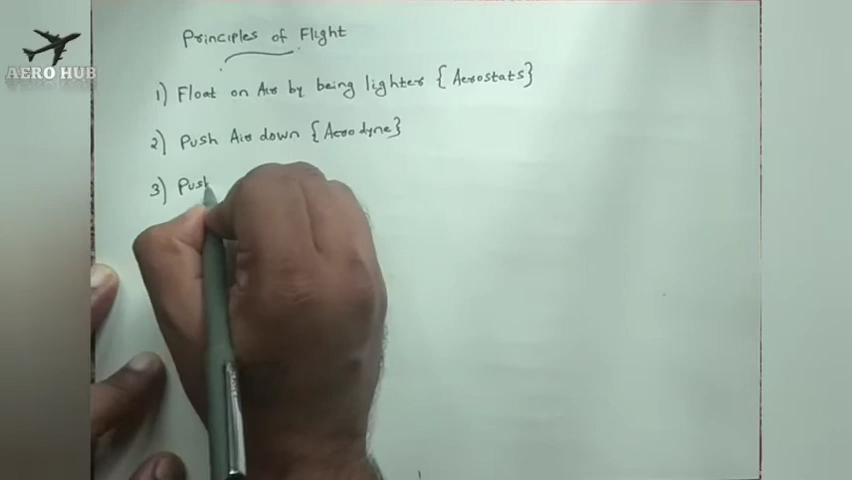 AERO HUB
Principles of Flight
1) Float on Air by being lighter {Aerostats}
2) Push Air down {Aerodyne}
3) Push